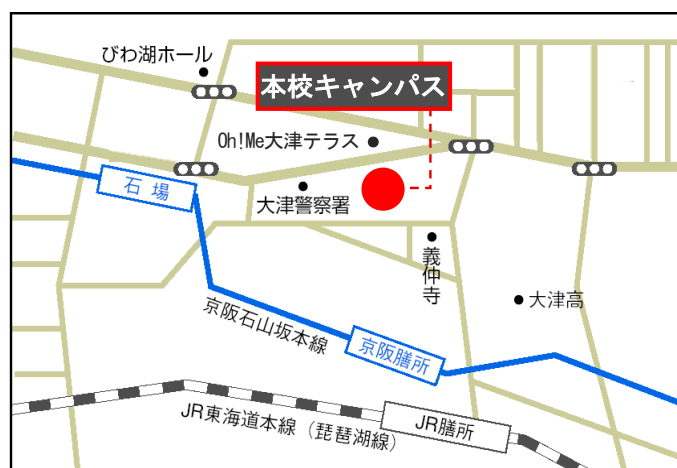 びわ湖ホール
本校キャンパス
Oh!Me大津テラス
石場
大津警察署
義仲寺
大津高
京阪石山坂本線
京阪膳所
JR東海道本線（琵琶湖線）
JR膳所